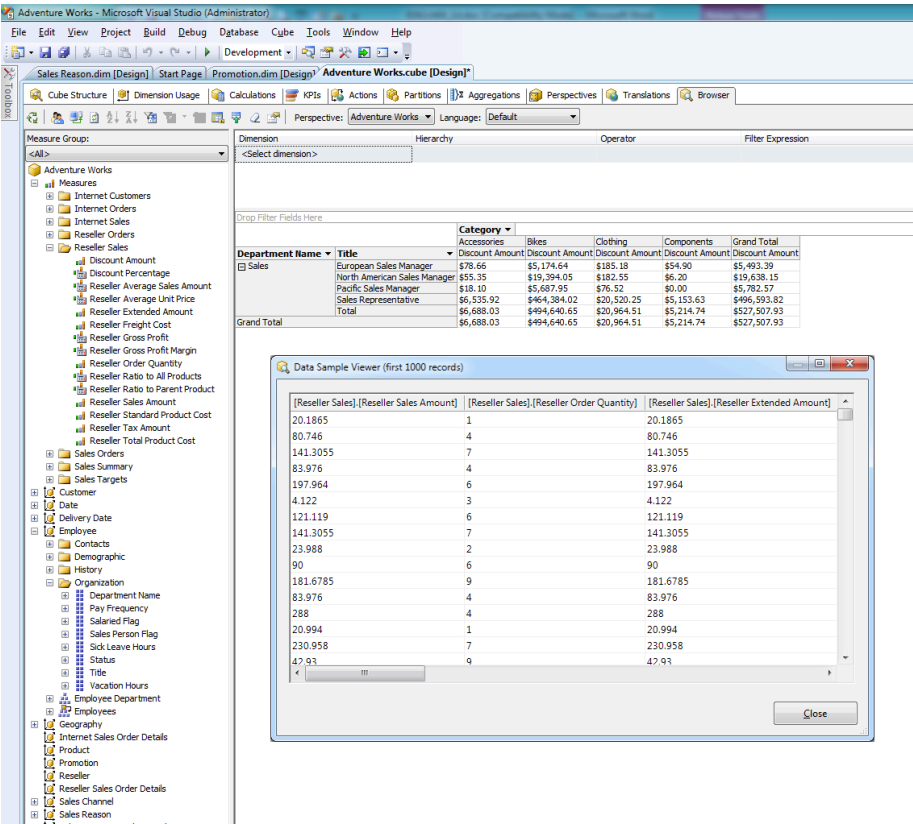 Adventure Works - Microsoft Visual Studio (Administrator)
File Edit View Project Build Debug Database Cube Tools Window Help
Development
Sales Reason.dim [Design] Start Page Promotion.dim [Design] Adventure Works.cube [Design]*
Toolbox
Cube Structure Dimension Usage Calculations KPIs Actions Partitions Aggregations Perspectives Translations Browser
Perspective: Adventure Works Language: Default
Measure Group:
<All>
Adventure Works
Measures
Internet Customers
Internet Orders
Internet Sales
Reseller Orders
Reseller Sales
Discount Amount
Discount Percentage
Reseller Average Sales Amount
Reseller Average Unit Price
Reseller Extended Amount
Reseller Freight Cost
Reseller Gross Profit
Reseller Gross Profit Margin
Reseller Order Quantity
Reseller Ratio to All Products
Reseller Ratio to Parent Product
Reseller Sales Amount
Reseller Standard Product Cost
Reseller Tax Amount
Reseller Total Product Cost
Sales Orders
Sales Summary
Sales Targets
Customer
Date
Delivery Date
Employee
Contacts
Demographic
History
Organization
Department Name
Pay Frequency
Salaried Flag
Sales Person Flag
Sick Leave Hours
Status
Title
Vacation Hours
Employee Department
Employees
Geography
Internet Sales Order Details
Product
Promotion
Reseller
Reseller Sales Order Details
Sales Channel
Sales Reason
Dimension Hierarchy Operator Filter Expression
<Select dimension>
Drop Filter Fields Here
Category
Accessories Bikes Clothing Components Grand Total
Department Name Title Discount Amount Discount Amount Discount Amount Discount Amount Discount Amount
Sales European Sales Manager $78.66 $5,174.64 $185.18 $54.90 $5,493.39
North American Sales Manager $55.35 $19,394.05 $182.55 $6.20 $19,638.15
Pacific Sales Manager $18.10 $5,687.95 $76.52 $0.00 $5,782.57
Sales Representative $6,535.92 $464,384.02 $20,520.25 $5,153.63 $496,593.82
Total $6,688.03 $494,640.65 $20,964.51 $5,214.74 $527,507.93
Grand Total $6,688.03 $494,640.65 $20,964.51 $5,214.74 $527,507.93
Data Sample Viewer (first 1000 records)
[Reseller Sales].[Reseller Sales Amount] [Reseller Sales].[Reseller Order Quantity] [Reseller Sales].[Reseller Extended Amount]
20.1865 1 20.1865
80.746 4 80.746
141.3055 7 141.3055
83.976 4 83.976
197.964 6 197.964
4.122 3 4.122
121.119 6 121.119
141.3055 7 141.3055
23.988 2 23.988
90 6 90
181.6785 9 181.6785
83.976 4 83.976
288 4 288
20.994 1 20.994
230.958 7 230.958
42.93 9 42.93
Close